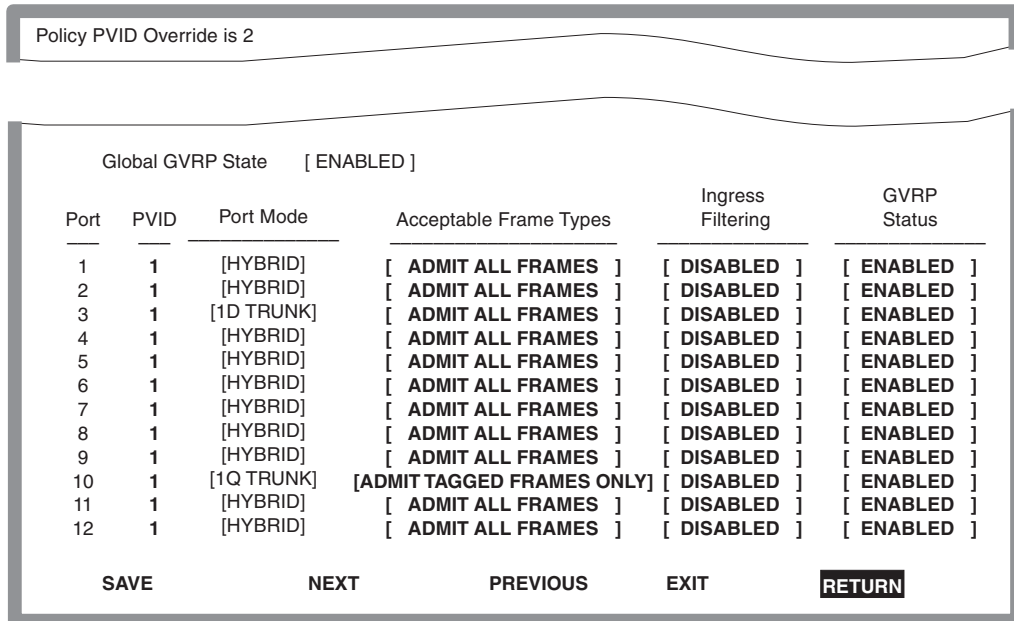 Policy PVID Override is 2
Global GVRP State [ ENABLED ]
Port PVID Port Mode Acceptable Frame Types Ingress Filtering GVRP Status
1 1 [HYBRID] [ ADMIT ALL FRAMES ] [ DISABLED ] [ ENABLED ]
2 1 [HYBRID] [ ADMIT ALL FRAMES ] [ DISABLED ] [ ENABLED ]
3 1 [1D TRUNK] [ ADMIT ALL FRAMES ] [ DISABLED ] [ ENABLED ]
4 1 [HYBRID] [ ADMIT ALL FRAMES ] [ DISABLED ] [ ENABLED ]
5 1 [HYBRID] [ ADMIT ALL FRAMES ] [ DISABLED ] [ ENABLED ]
6 1 [HYBRID] [ ADMIT ALL FRAMES ] [ DISABLED ] [ ENABLED ]
7 1 [HYBRID] [ ADMIT ALL FRAMES ] [ DISABLED ] [ ENABLED ]
8 1 [HYBRID] [ ADMIT ALL FRAMES ] [ DISABLED ] [ ENABLED ]
9 1 [HYBRID] [ ADMIT ALL FRAMES ] [ DISABLED ] [ ENABLED ]
10 1 [1Q TRUNK] [ADMIT TAGGED FRAMES ONLY] [ DISABLED ] [ ENABLED ]
11 1 [HYBRID] [ ADMIT ALL FRAMES ] [ DISABLED ] [ ENABLED ]
12 1 [HYBRID] [ ADMIT ALL FRAMES ] [ DISABLED ] [ ENABLED ]
SAVE NEXT PREVIOUS EXIT RETURN